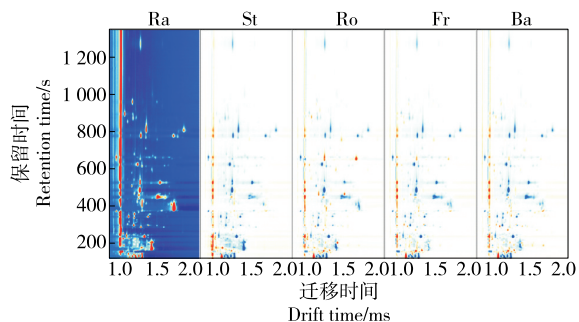 Ra St Ro Fr Ba
1 200
1 000
800
600
400
200
保留时间
Retention time/s
1.0 1.5 2.0 1.0 1.5 2.0 1.0 1.5 2.0 1.0 1.5 2.0 1.0 1.5 2.0
迁移时间
Drift time/ms